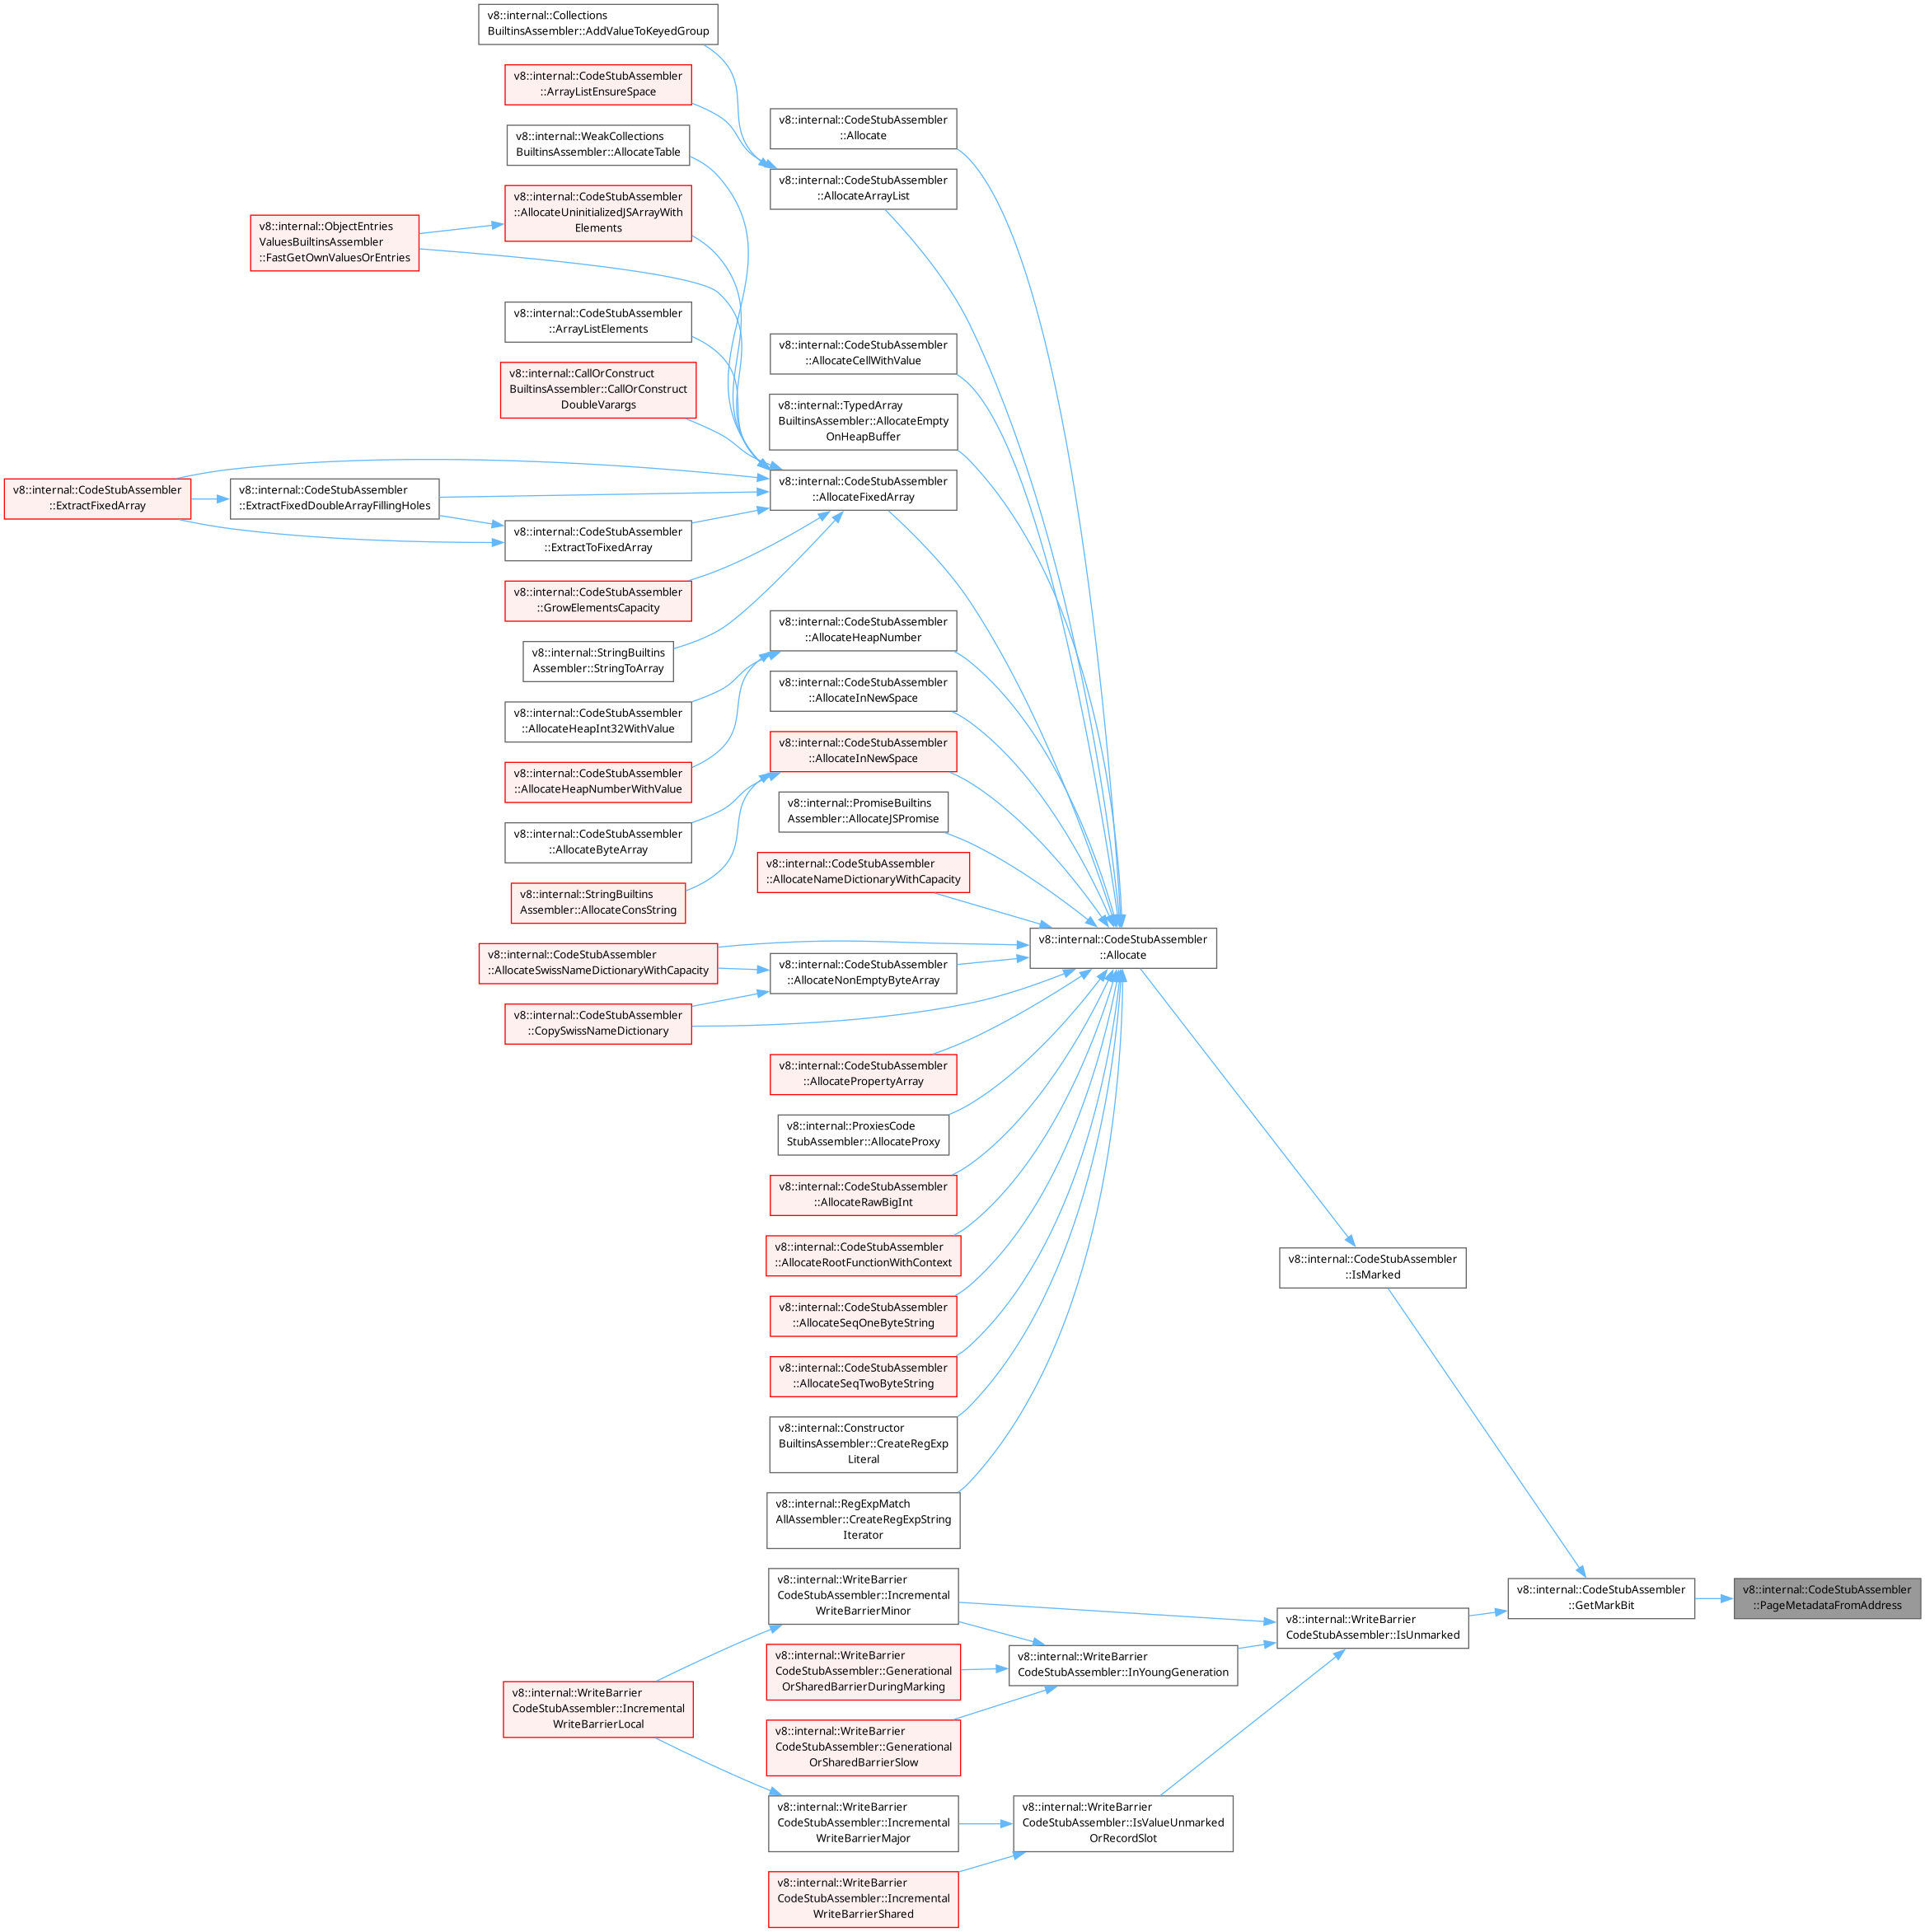 v8::internal::Collections
BuiltinsAssembler::AddValueToKeyedGroup
v8::internal::CodeStubAssembler
::ArrayListEnsureSpace
v8::internal::WeakCollections
BuiltinsAssembler::AllocateTable
v8::internal::CodeStubAssembler
::AllocateUninitializedJSArrayWith
Elements
v8::internal::ObjectEntries
ValuesBuiltinsAssembler
::FastGetOwnValuesOrEntries
v8::internal::CodeStubAssembler
::ArrayListElements
v8::internal::CallOrConstruct
BuiltinsAssembler::CallOrConstruct
DoubleVarargs
v8::internal::CodeStubAssembler
::ExtractFixedArray
v8::internal::CodeStubAssembler
::ExtractFixedDoubleArrayFillingHoles
v8::internal::CodeStubAssembler
::ExtractToFixedArray
v8::internal::CodeStubAssembler
::GrowElementsCapacity
v8::internal::StringBuiltins
Assembler::StringToArray
v8::internal::CodeStubAssembler
::AllocateHeapInt32WithValue
v8::internal::CodeStubAssembler
::AllocateHeapNumberWithValue
v8::internal::CodeStubAssembler
::AllocateByteArray
v8::internal::StringBuiltins
Assembler::AllocateConsString
v8::internal::CodeStubAssembler
::AllocateSwissNameDictionaryWithCapacity
v8::internal::CodeStubAssembler
::CopySwissNameDictionary
v8::internal::WriteBarrier
CodeStubAssembler::Incremental
WriteBarrierLocal
v8::internal::CodeStubAssembler
::Allocate
v8::internal::CodeStubAssembler
::AllocateArrayList
v8::internal::CodeStubAssembler
::AllocateCellWithValue
v8::internal::TypedArray
BuiltinsAssembler::AllocateEmpty
OnHeapBuffer
v8::internal::CodeStubAssembler
::AllocateFixedArray
v8::internal::CodeStubAssembler
::AllocateHeapNumber
v8::internal::CodeStubAssembler
::AllocateInNewSpace
v8::internal::CodeStubAssembler
::AllocateInNewSpace
v8::internal::PromiseBuiltins
Assembler::AllocateJSPromise
v8::internal::CodeStubAssembler
::AllocateNameDictionaryWithCapacity
v8::internal::CodeStubAssembler
::AllocateNonEmptyByteArray
v8::internal::CodeStubAssembler
::AllocatePropertyArray
v8::internal::ProxiesCode
StubAssembler::AllocateProxy
v8::internal::CodeStubAssembler
::AllocateRawBigInt
v8::internal::CodeStubAssembler
::AllocateRootFunctionWithContext
v8::internal::CodeStubAssembler
::AllocateSeqOneByteString
v8::internal::CodeStubAssembler
::AllocateSeqTwoByteString
v8::internal::Constructor
BuiltinsAssembler::CreateRegExp
Literal
v8::internal::RegExpMatch
AllAssembler::CreateRegExpString
Iterator
v8::internal::WriteBarrier
CodeStubAssembler::Incremental
WriteBarrierMinor
v8::internal::WriteBarrier
CodeStubAssembler::Generational
OrSharedBarrierDuringMarking
v8::internal::WriteBarrier
CodeStubAssembler::Generational
OrSharedBarrierSlow
v8::internal::WriteBarrier
CodeStubAssembler::Incremental
WriteBarrierMajor
v8::internal::WriteBarrier
CodeStubAssembler::Incremental
WriteBarrierShared
v8::internal::CodeStubAssembler
::Allocate
v8::internal::WriteBarrier
CodeStubAssembler::InYoungGeneration
v8::internal::WriteBarrier
CodeStubAssembler::IsValueUnmarked
OrRecordSlot
v8::internal::CodeStubAssembler
::IsMarked
v8::internal::WriteBarrier
CodeStubAssembler::IsUnmarked
v8::internal::CodeStubAssembler
::GetMarkBit
v8::internal::CodeStubAssembler
::PageMetadataFromAddress